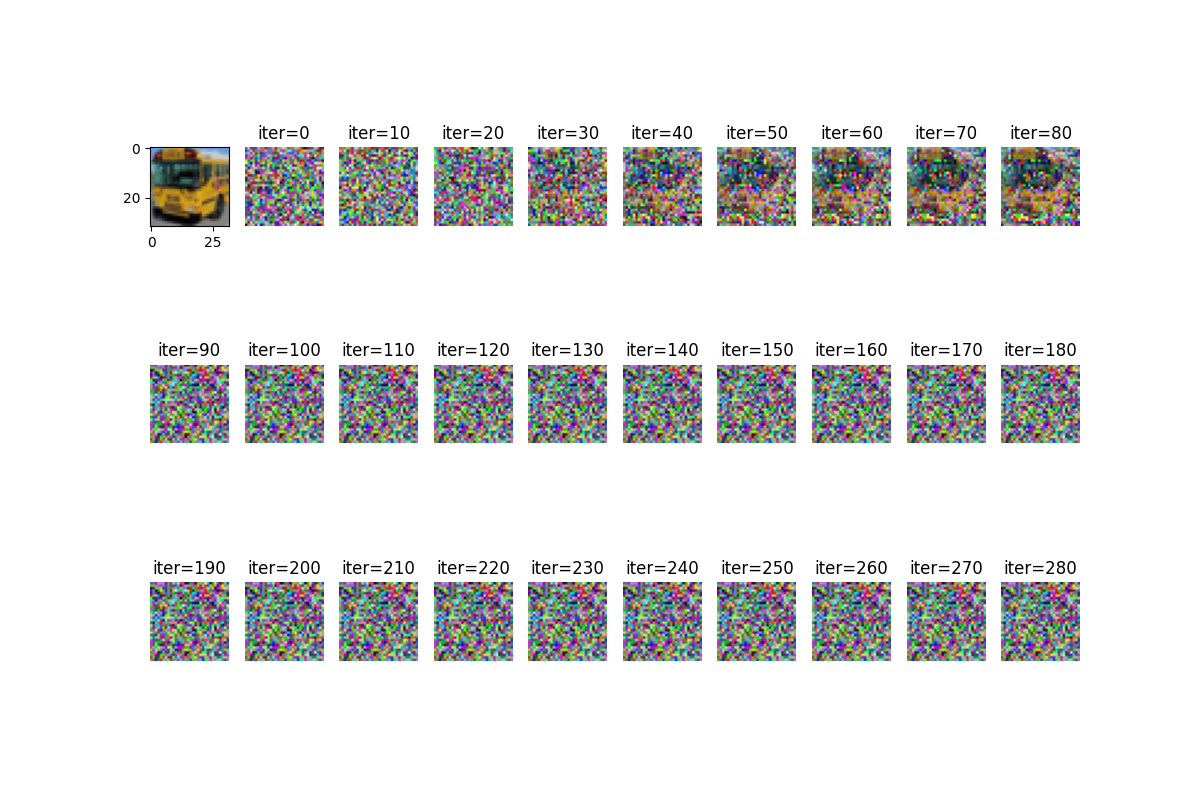 iter=0 iter=10 iter=20 iter=30 iter=40 iter=50 iter=60 iter=70 iter=80
0
20
0 25
iter=90 iter=100 iter=110 iter=120 iter=130 iter=140 iter=150 iter=160 iter=170 iter=180
iter=190 iter=200 iter=210 iter=220 iter=230 iter=240 iter=250 iter=260 iter=270 iter=280